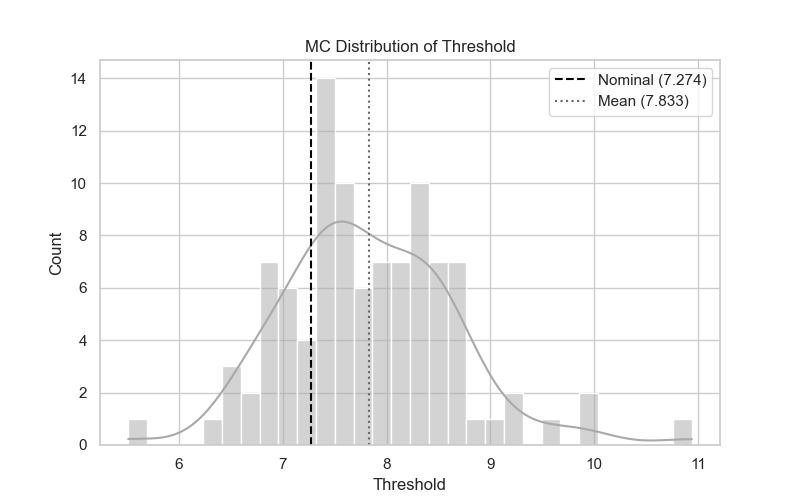 MC Distribution of Threshold
Nominal (7.274)
Mean (7.833)
Count
14
12
10
8
6
4
2
0
6
7
8
9
10
11
Threshold